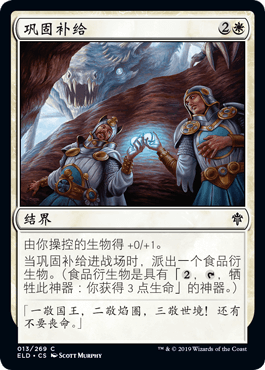 巩固补给 2
结界
由你操控的生物得 +0/+1。
当巩固补给进战场时，派出一个食品衍
生物。（食品衍生物是具有「2，，牺
牲此神器：你获得 3 点生命」的神器。）
「一敬国王，二敬焰圈，三敬世境！还有
不要丧命。」
013/269 C
ELD • CS SCOTT MURPHY
™ & © 2019 Wizards of the Coast